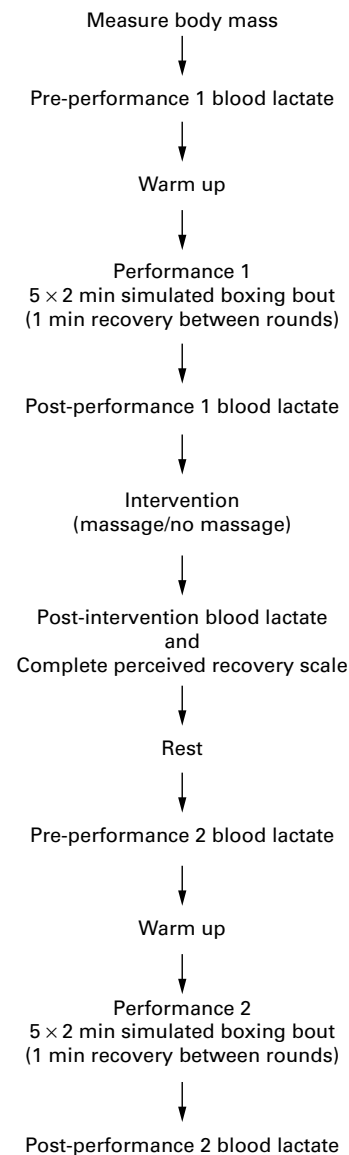 Measure body mass
Pre-performance 1 blood lactate
Warm up
Performance 1
5 × 2 min simulated boxing bout
(1 min recovery between rounds)
Post-performance 1 blood lactate
Intervention
(massage/no massage)
Post-intervention blood lactate
and
Complete perceived recovery scale
Rest
Pre-performance 2 blood lactate
Warm up
Performance 2
5 × 2 min simulated boxing bout
(1 min recovery between rounds)
Post-performance 2 blood lactate